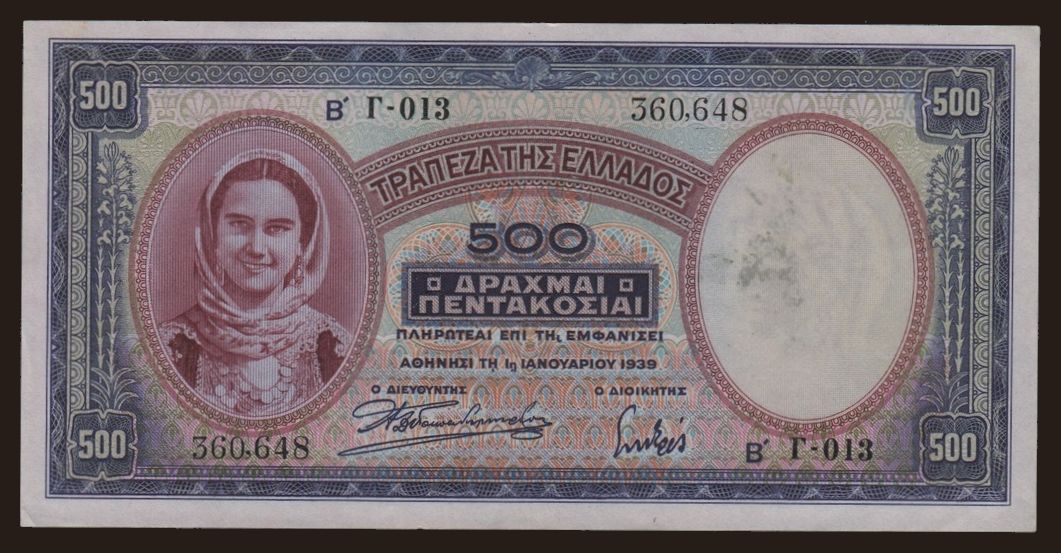 500
500
Β΄ Γ-013
360,648
ΤΡΑΠΕΖΑ ΤΗΣ ΕΛΛΑΔΟΣ
500
ΔΡΑΧΜΑΙ
ΠΕΝΤΑΚΟΣΙΑΙ
ΠΛΗΡΩΤΕΑΙ ΕΠΙ ΤΗι ΕΜΦΑΝΙΣΕΙ
ΑΘΗΝΗΣΙ ΤΗ 1η ΙΑΝΟΥΑΡΙΟΥ 1939
Ο ΔΙΕΥΘΥΝΤΗΣ
Ο ΔΙΟΙΚΗΤΗΣ
360,648
Β΄ Γ-013
500
500